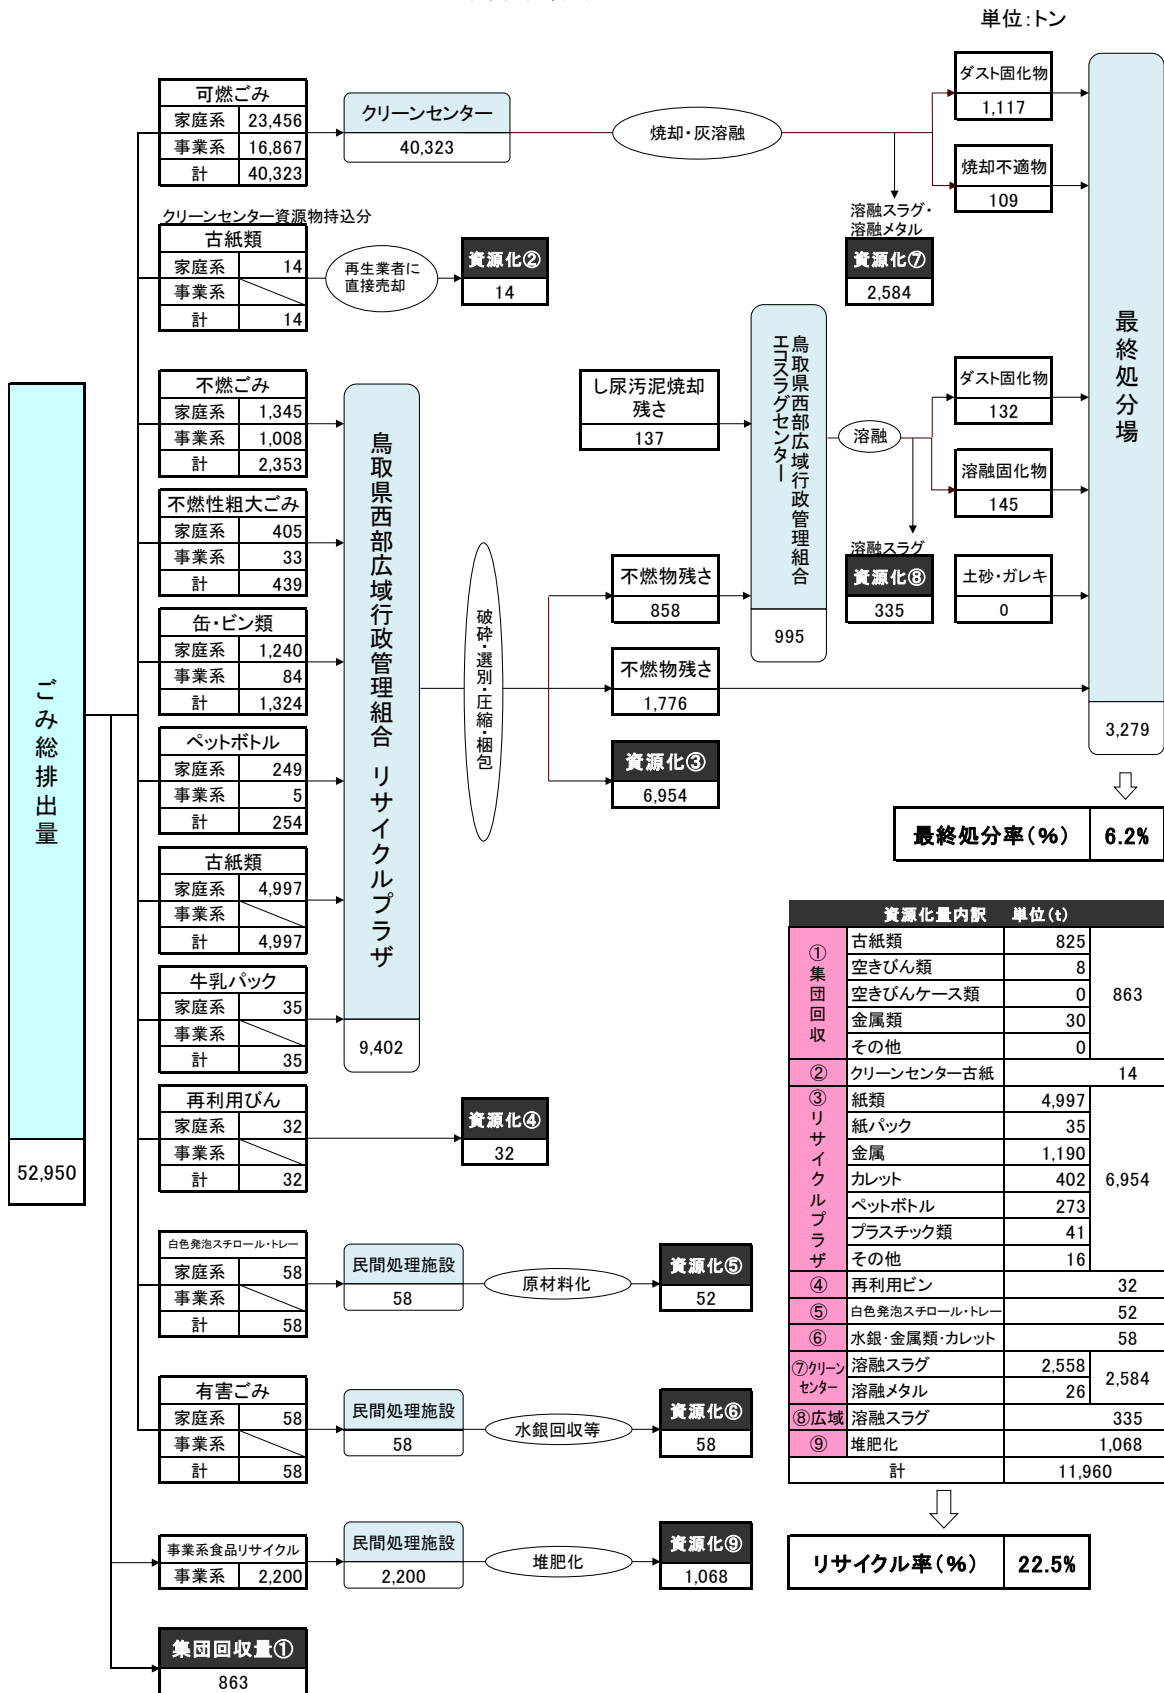 単位:トン
可燃ごみ
家庭系 23,456
事業系 16,867
計 40,323
クリーンセンター
40,323
焼却・灰溶融
ダスト固化物
1,117
焼却不適物
109
溶融スラグ・
溶融メタル
資源化⑦
2,584
クリーンセンター資源物持込分
古紙類
家庭系 14
事業系
計 14
再生業者に
直接売却
資源化②
14
ごみ総排出量
52,950
不燃ごみ
家庭系 1,345
事業系 1,008
計 2,353
不燃性粗大ごみ
家庭系 405
事業系 33
計 439
缶・ビン類
家庭系 1,240
事業系 84
計 1,324
ペットボトル
家庭系 249
事業系 5
計 254
古紙類
家庭系 4,997
事業系
計 4,997
牛乳パック
家庭系 35
事業系
計 35
鳥取県西部広域行政管理組合 リサイクルプラザ
9,402
破砕・選別・圧縮・梱包
し尿汚泥焼却
残さ
137
不燃物残さ
858
不燃物残さ
1,776
資源化③
6,954
鳥取県西部広域行政管理組合
エコスラグセンター
995
溶融
ダスト固化物
132
溶融固化物
145
溶融スラグ
資源化⑧
335
土砂・ガレキ
0
最終処分場
3,279
最終処分率(%) 6.2%
再利用びん
家庭系 32
事業系
計 32
資源化④
32
白色発泡スチロール・トレー
家庭系 58
事業系
計 58
民間処理施設
58
原材料化
資源化⑤
52
有害ごみ
家庭系 58
事業系
計 58
民間処理施設
58
水銀回収等
資源化⑥
58
事業系食品リサイクル
事業系 2,200
民間処理施設
2,200
堆肥化
資源化⑨
1,068
集団回収量①
863
資源化量内訳 単位(t)
①集団回収
古紙類 825
空きびん類 8
空きびんケース類 0
金属類 30
その他 0
863
② クリーンセンター古紙 14
③リサイクルプラザ
紙類 4,997
紙パック 35
金属 1,190
カレット 402
ペットボトル 273
プラスチック類 41
その他 16
6,954
④ 再利用ビン 32
⑤ 白色発泡スチロール・トレー 52
⑥ 水銀・金属類・カレット 58
⑦クリーン
センター
溶融スラグ 2,558
溶融メタル 26
2,584
⑧広域 溶融スラグ 335
⑨ 堆肥化 1,068
計 11,960
リサイクル率(%) 22.5%